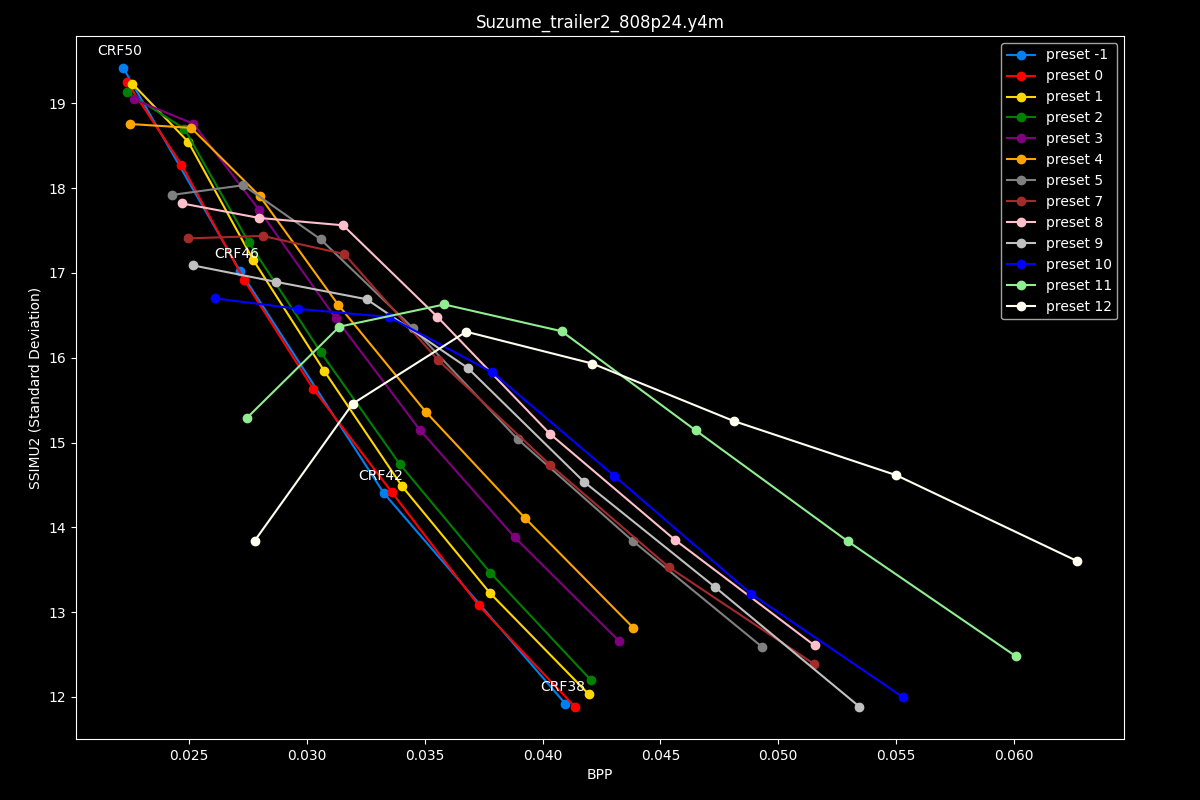 Suzume_trailer2_808p24.y4m
CRF50
CRF46
CRF42
CRF38
preset -1
preset 0
preset 1
preset 2
preset 3
preset 4
preset 5
preset 7
preset 8
preset 9
preset 10
preset 11
preset 12
SSIMU2 (Standard Deviation)
19
18
17
16
15
14
13
12
0.025 0.030 0.035 0.040 0.045 0.050 0.055 0.060
BPP